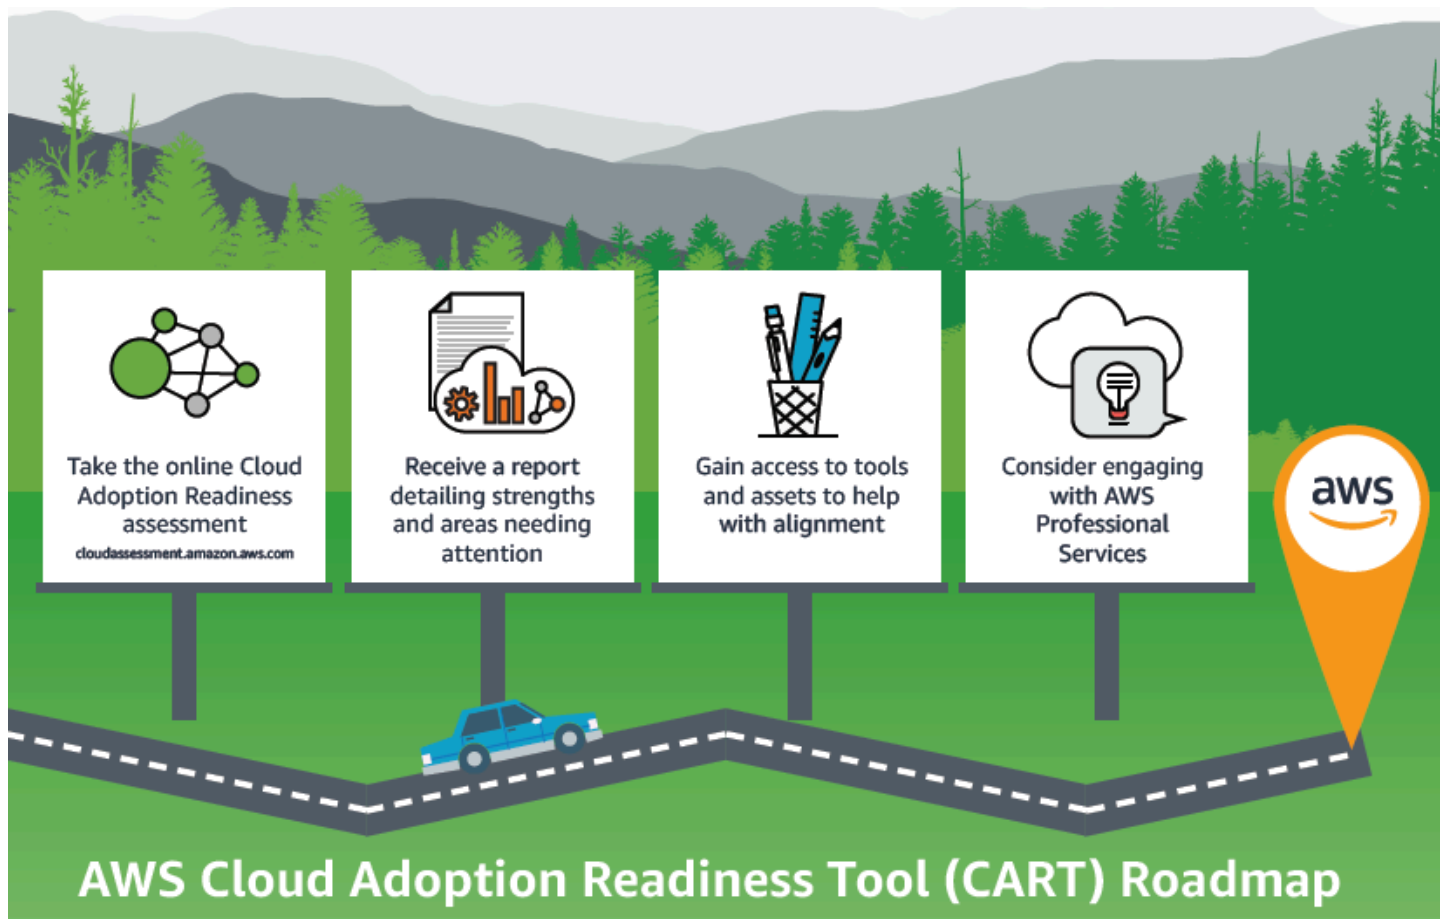 Take the online Cloud
Adoption Readiness
assessment
cloudassessment.amazon.aws.com
Receive a report
detailing strengths
and areas needing
attention
Gain access to tools
and assets to help
with alignment
Consider engaging
with AWS
Professional
Services
aws
AWS Cloud Adoption Readiness Tool (CART) Roadmap